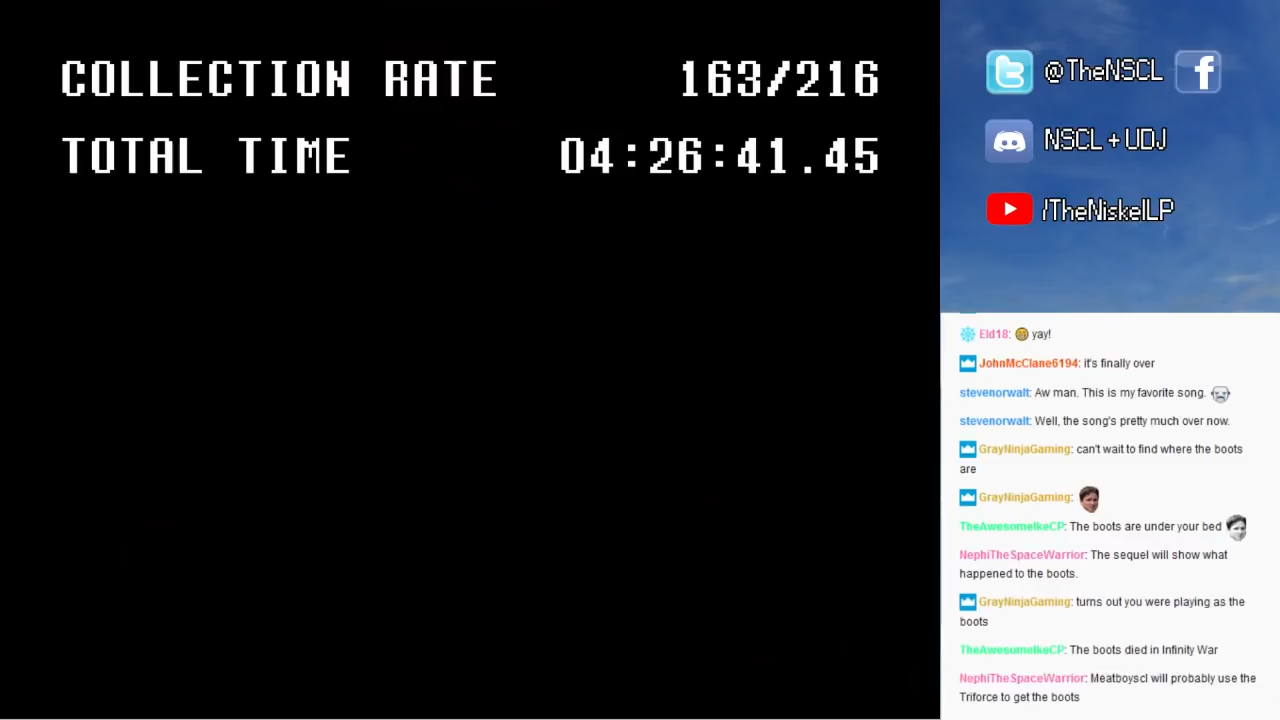 COLLECTION RATE 163/216
TOTAL TIME 04:26:41.45
@TheNSCL
NSCL + UDJ
/TheNiskelLP
Eld18: yay!
JohnMcClane6194: it's finally over
stevenorwalt: Aw man. This is my favorite song.
stevenorwalt: Well, the song's pretty much over now.
GrayNinjaGaming: can't wait to find where the boots
are
GrayNinjaGaming:
TheAwesomeIkeCP: The boots are under your bed
NephiTheSpaceWarrior: The sequel will show what
happened to the boots.
GrayNinjaGaming: turns out you were playing as the
boots
TheAwesomeIkeCP: The boots died in Infinity War
NephiTheSpaceWarrior: Meatboyscl will probably use the
Triforce to get the boots